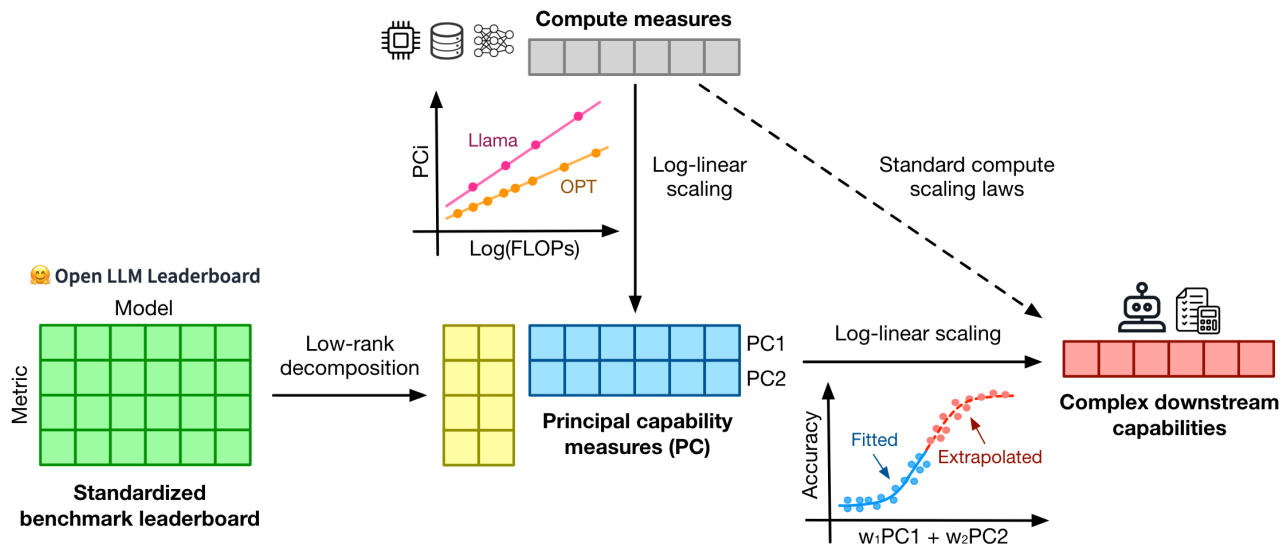 Compute measures
PCi
Llama
OPT
Log(FLOPs)
Log-linear
scaling
Standard compute
scaling laws
🤗 Open LLM Leaderboard
Model
Metric
Standardized
benchmark leaderboard
Low-rank
decomposition
PC1
PC2
Principal capability
measures (PC)
Log-linear scaling
Accuracy
Fitted
Extrapolated
w₁PC1 + w₂PC2
Complex downstream
capabilities